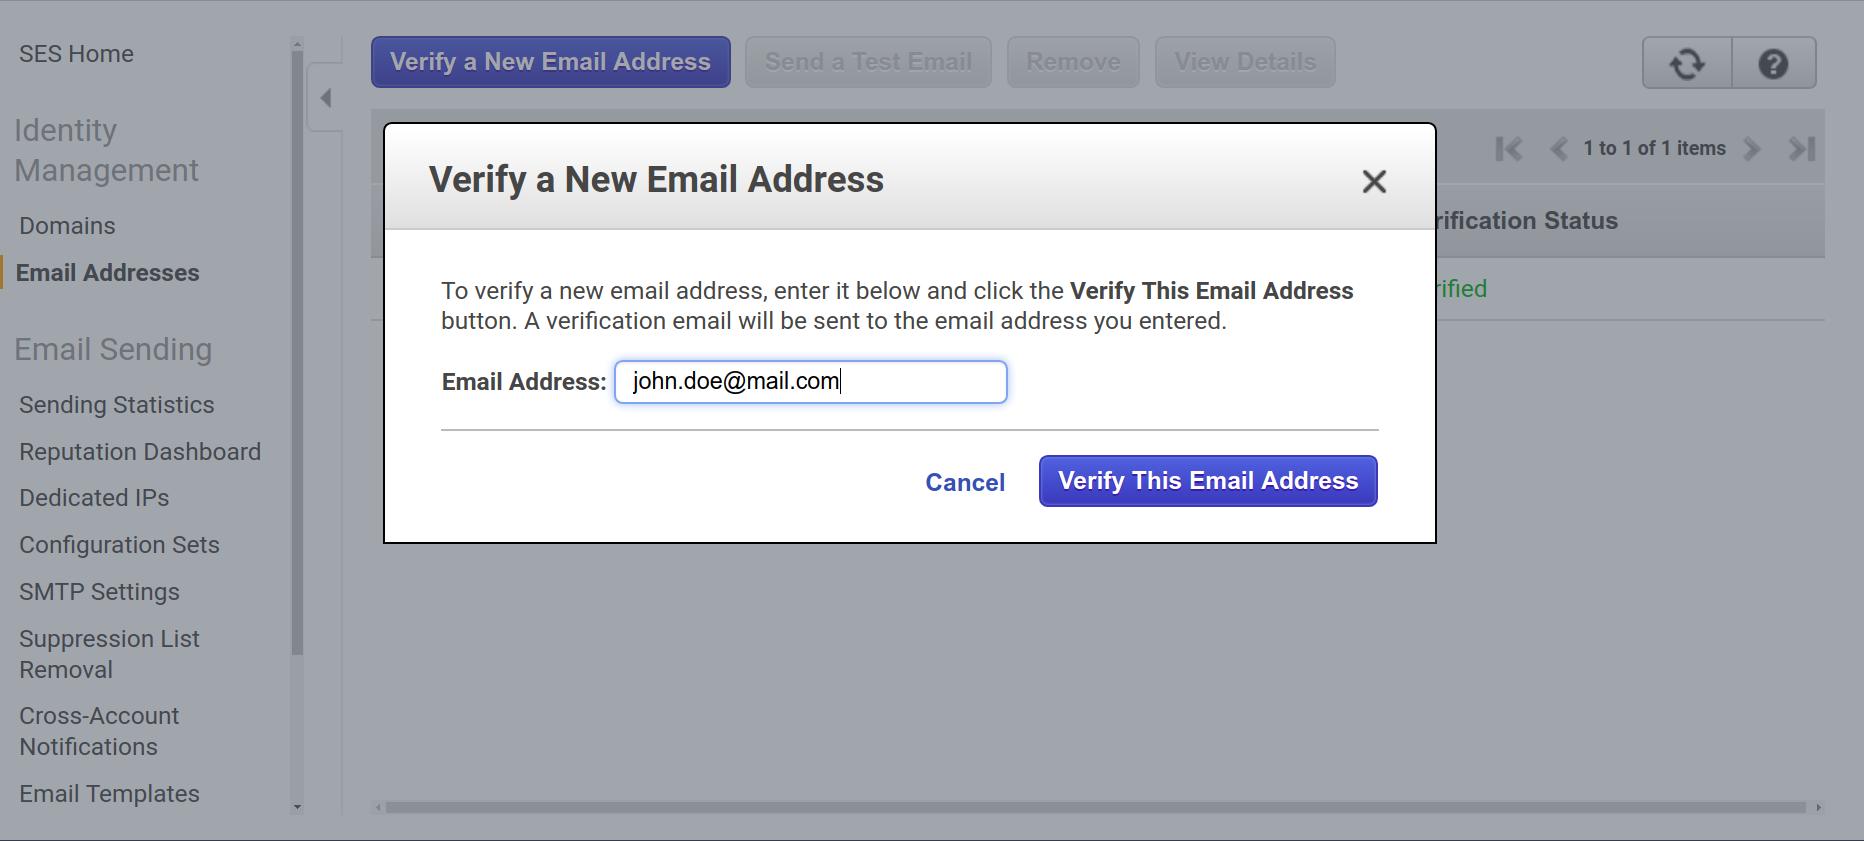 SES Home
Identity
Management
Domains
Email Addresses
Email Sending
Sending Statistics
Reputation Dashboard
Dedicated IPs
Configuration Sets
SMTP Settings
Suppression List
Removal
Cross-Account
Notifications
Email Templates
Verify a New Email Address Send a Test Email Remove View Details
1 to 1 of 1 items
rification Status
rified
Verify a New Email Address
To verify a new email address, enter it below and click the Verify This Email Address
button. A verification email will be sent to the email address you entered.
Email Address: john.doe@mail.com
Cancel Verify This Email Address